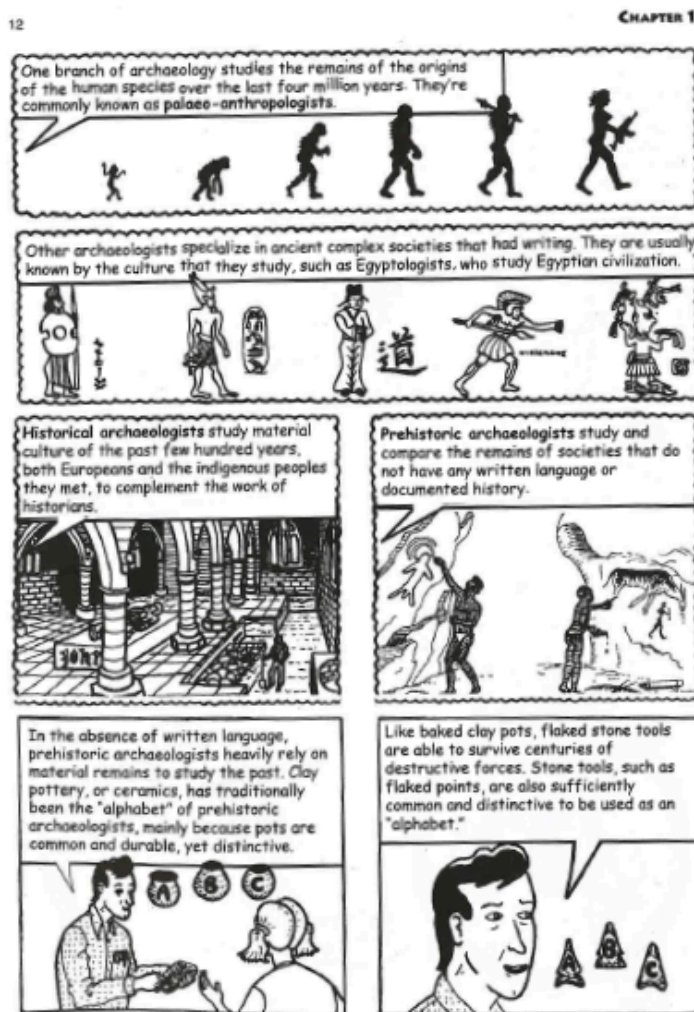 12
CHAPTER 1
One branch of archaeology studies the remains of the origins
of the human species over the last four million years. They're
commonly known as palaeo-anthropologists.
Other archaeologists specialize in ancient complex societies that had writing. They are usually
known by the culture that they study, such as Egyptologists, who study Egyptian civilization.
道
Historical archaeologists study material
culture of the past few hundred years,
both Europeans and the indigenous peoples
they met, to complement the work of
historians.
Prehistoric archaeologists study and
compare the remains of societies that do
not have any written language or
documented history.
In the absence of written language,
prehistoric archaeologists heavily rely on
material remains to study the past. Clay
pottery, or ceramics, has traditionally
been the "alphabet" of prehistoric
archaeologists, mainly because pots are
common and durable, yet distinctive.
A B C
Like baked clay pots, flaked stone tools
are able to survive centuries of
destructive forces. Stone tools, such as
flaked points, are also sufficiently
common and distinctive to be used as an
"alphabet."
A B C